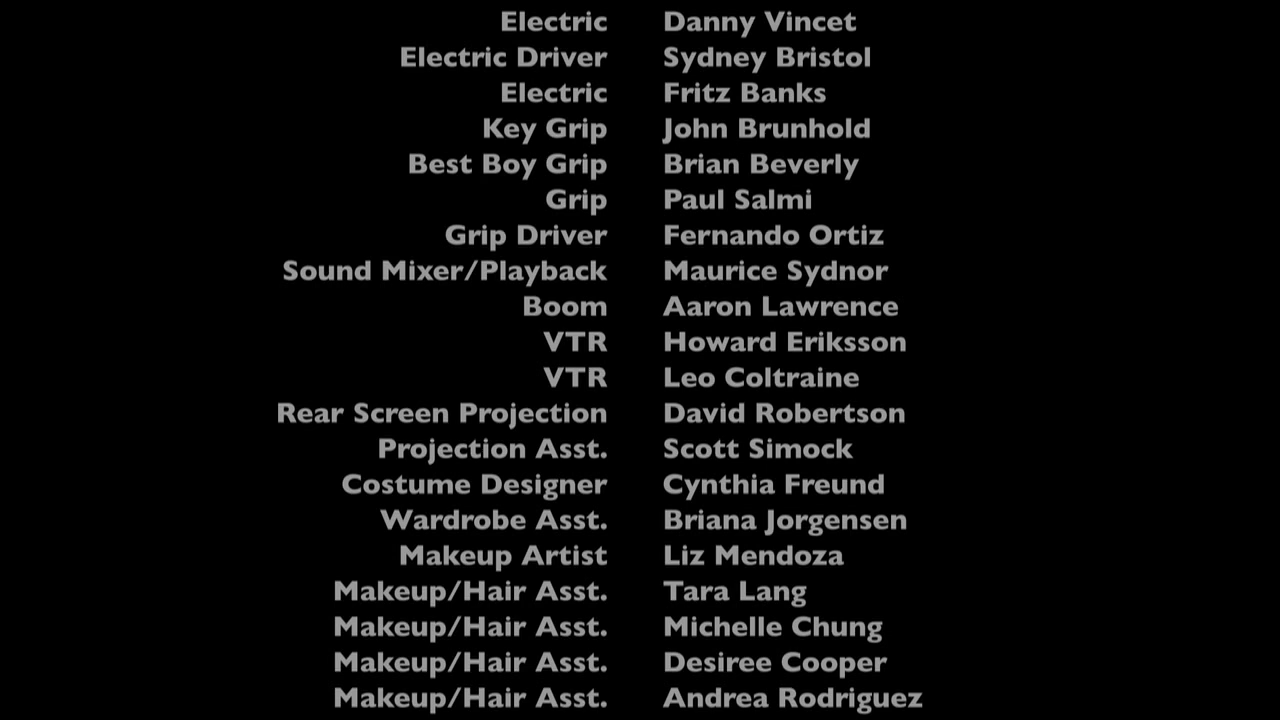 Electric Danny Vincet
Electric Driver Sydney Bristol
Electric Fritz Banks
Key Grip John Brunhold
Best Boy Grip Brian Beverly
Grip Paul Salmi
Grip Driver Fernando Ortiz
Sound Mixer/Playback Maurice Sydnor
Boom Aaron Lawrence
VTR Howard Eriksson
VTR Leo Coltraine
Rear Screen Projection David Robertson
Projection Asst. Scott Simock
Costume Designer Cynthia Freund
Wardrobe Asst. Briana Jorgensen
Makeup Artist Liz Mendoza
Makeup/Hair Asst. Tara Lang
Makeup/Hair Asst. Michelle Chung
Makeup/Hair Asst. Desiree Cooper
Makeup/Hair Asst. Andrea Rodriguez